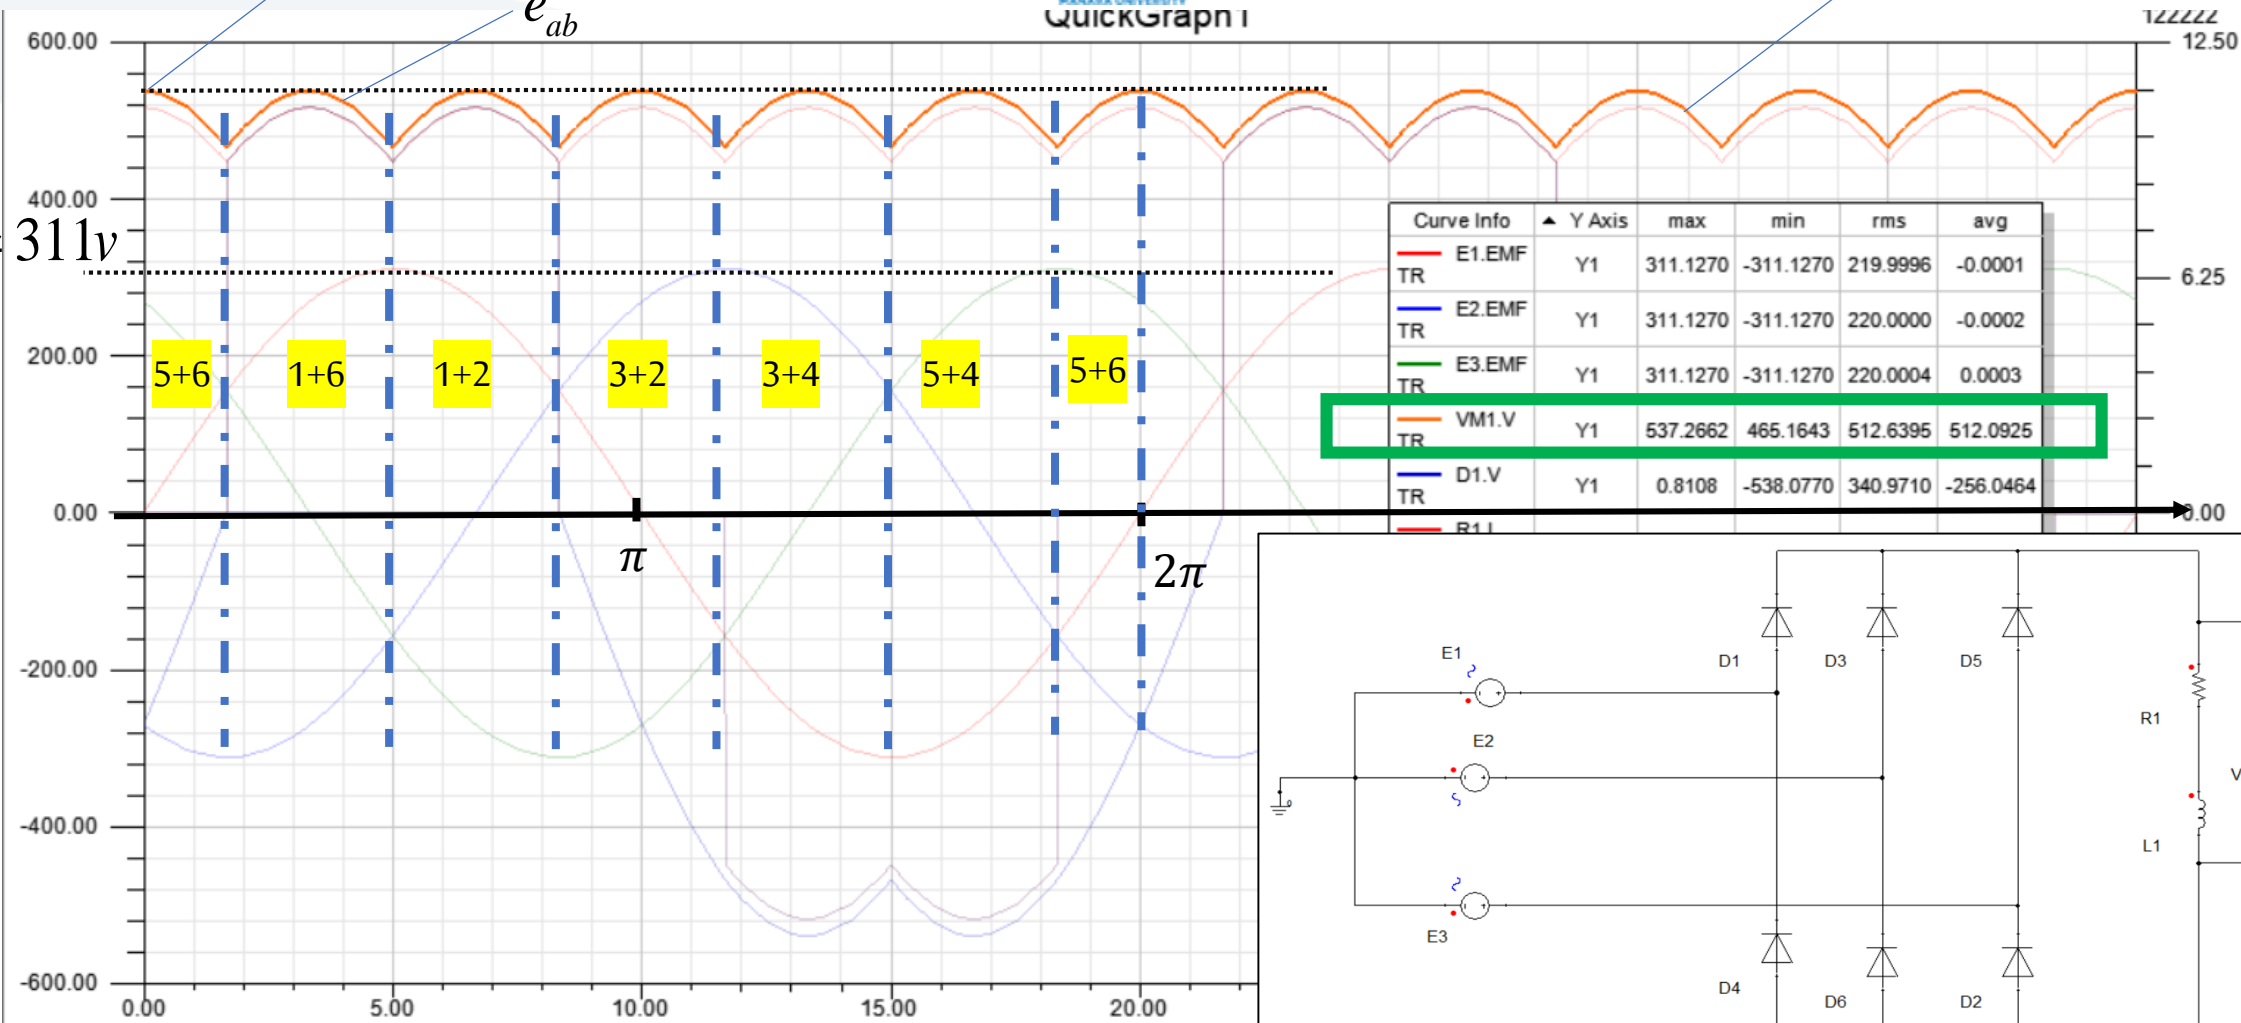 MANARA UNIVERSITY
e_ab
QuickGraph1
122222
600.00
12.50
400.00
311v
Curve Info Y Axis max min rms avg
E1.EMF
TR Y1 311.1270 -311.1270 219.9996 -0.0001
6.25
E2.EMF
TR Y1 311.1270 -311.1270 220.0000 -0.0002
200.00
5+6 1+6 1+2 3+2 3+4 5+4 5+6
E3.EMF
TR Y1 311.1270 -311.1270 220.0004 0.0003
VM1.V
TR Y1 537.2662 465.1643 512.6395 512.0925
D1.V
TR Y1 0.8108 -538.0770 340.9710 -256.0464
0.00
0.00
R1.I
π
2π
E1
D1 D3 D5
-200.00
R1
E2
V
-400.00
L1
E3
-600.00
D4 D6 D2
0.00 5.00 10.00 15.00 20.00